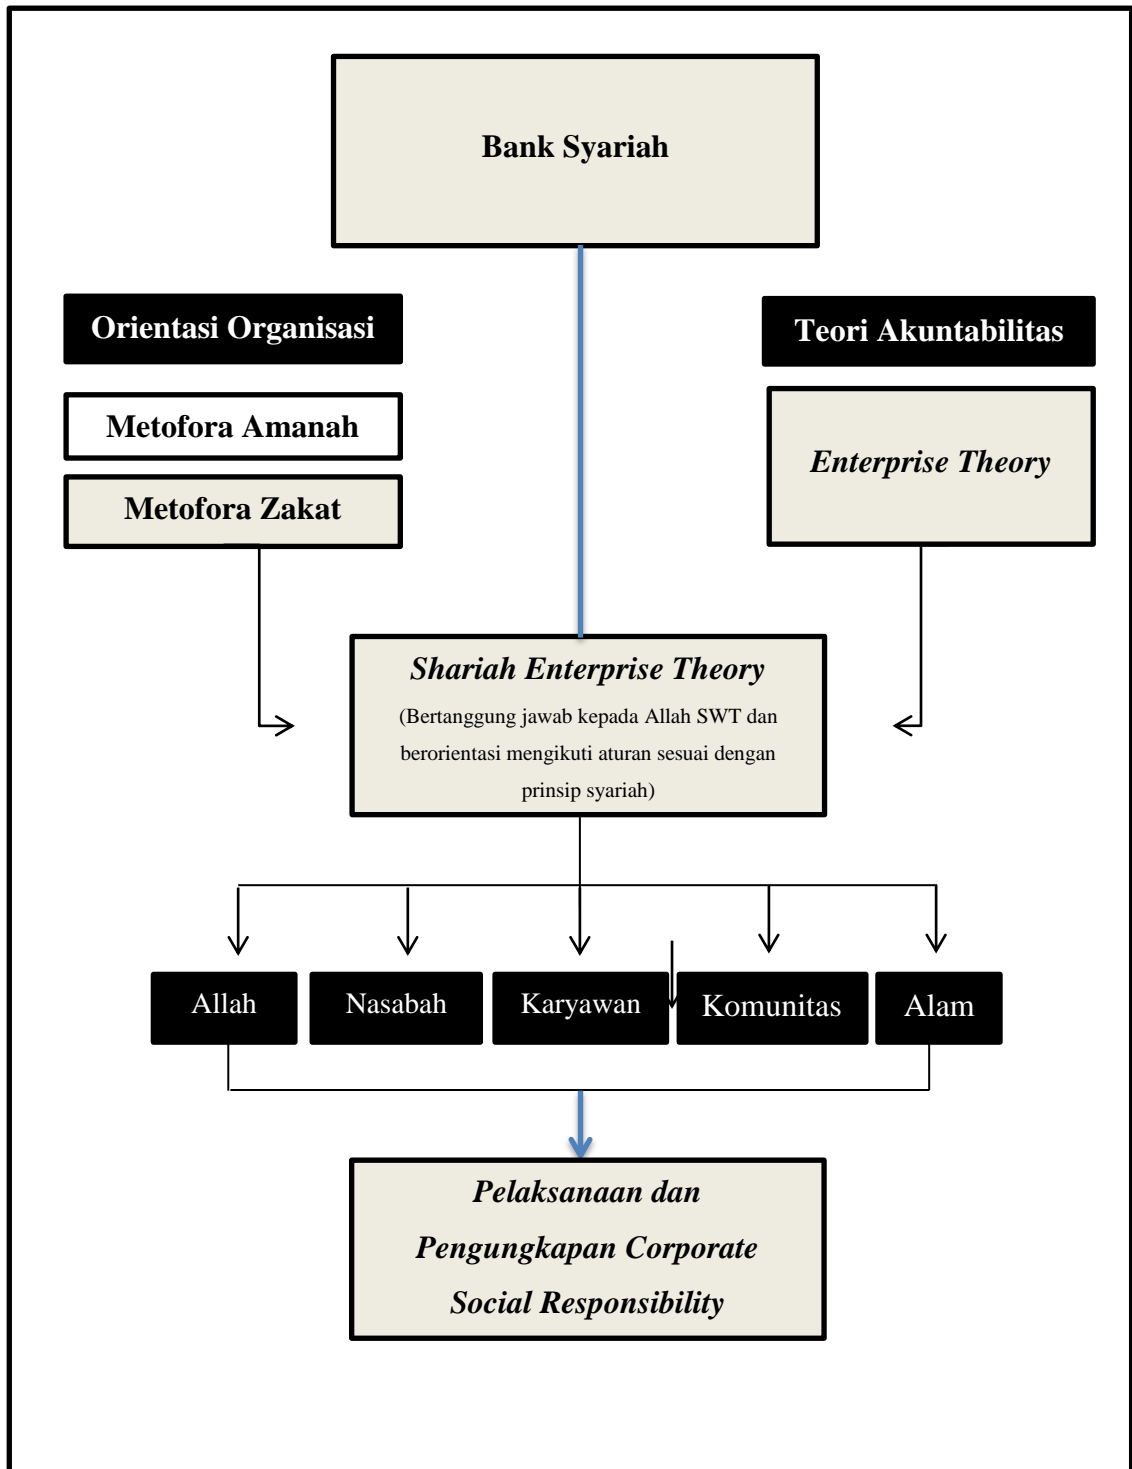 Bank Syariah
Orientasi Organisasi
Teori Akuntabilitas
Metofora Amanah
Enterprise Theory
Metofora Zakat
Shariah Enterprise Theory
(Bertanggung jawab kepada Allah SWT dan
berorientasi mengikuti aturan sesuai dengan
prinsip syariah)
Allah
Nasabah
Karyawan
Komunitas
Alam
Pelaksanaan dan
Pengungkapan Corporate
Social Responsibility